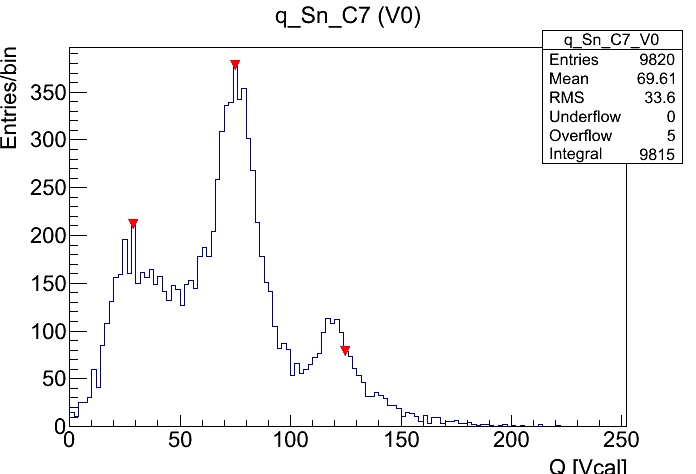 q_Sn_C7 (V0)
q_Sn_C7_V0
Entries 9820
Mean 69.61
RMS 33.6
Underflow 0
Overflow 5
Integral 9815
Entries/bin
350
300
250
200
150
100
50
0
0 50 100 150 200 250
Q [Vcal]